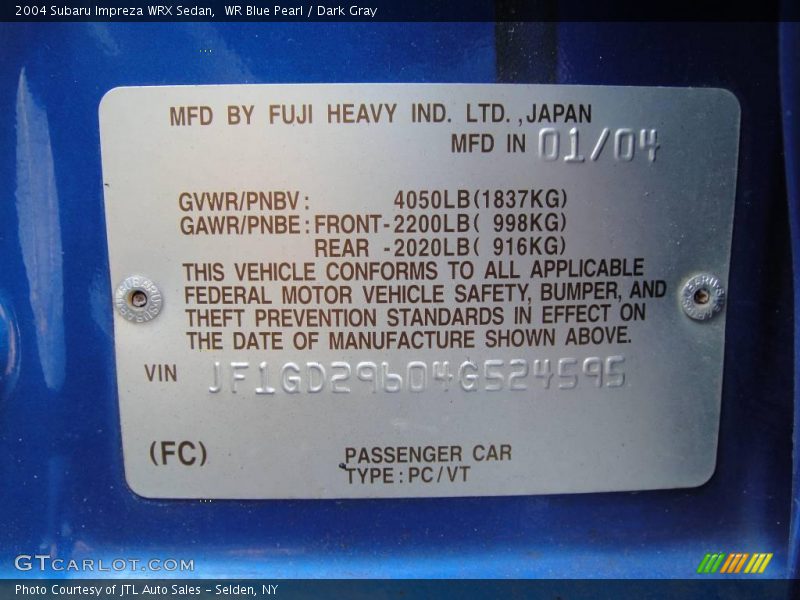 2004 Subaru Impreza WRX Sedan, WR Blue Pearl / Dark Gray
MFD BY FUJI HEAVY IND. LTD. ,JAPAN
MFD IN 01/04
GVWR/PNBV: 4050LB(1837KG)
GAWR/PNBE:FRONT-2200LB( 998KG)
REAR -2020LB( 916KG)
THIS VEHICLE CONFORMS TO ALL APPLICABLE
FEDERAL MOTOR VEHICLE SAFETY, BUMPER, AND
THEFT PREVENTION STANDARDS IN EFFECT ON
THE DATE OF MANUFACTURE SHOWN ABOVE.
VIN JF1GD29604G524595
(FC) PASSENGER CAR
TYPE:PC/VT
GTCARLOT.COM
Photo Courtesy of JTL Auto Sales – Selden, NY